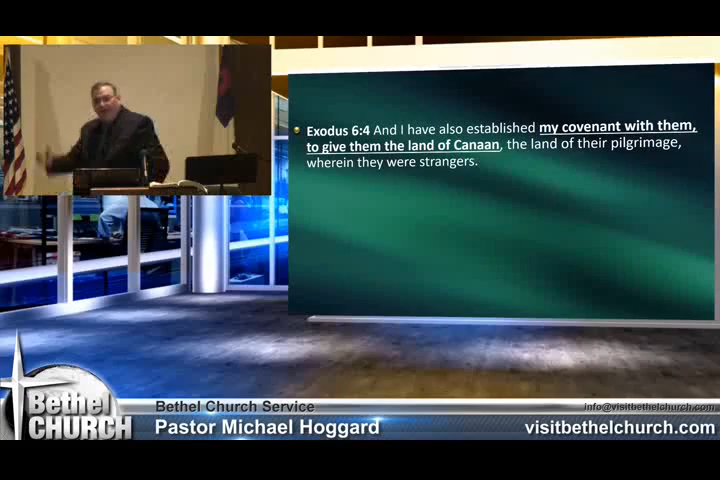 Exodus 6:4 And I have also established my covenant with them,
to give them the land of Canaan, the land of their pilgrimage,
wherein they were strangers.
Bethel
CHURCH
Bethel Church Service
info@visitbethelchurch.com
Pastor Michael Hoggard
visitbethelchurch.com